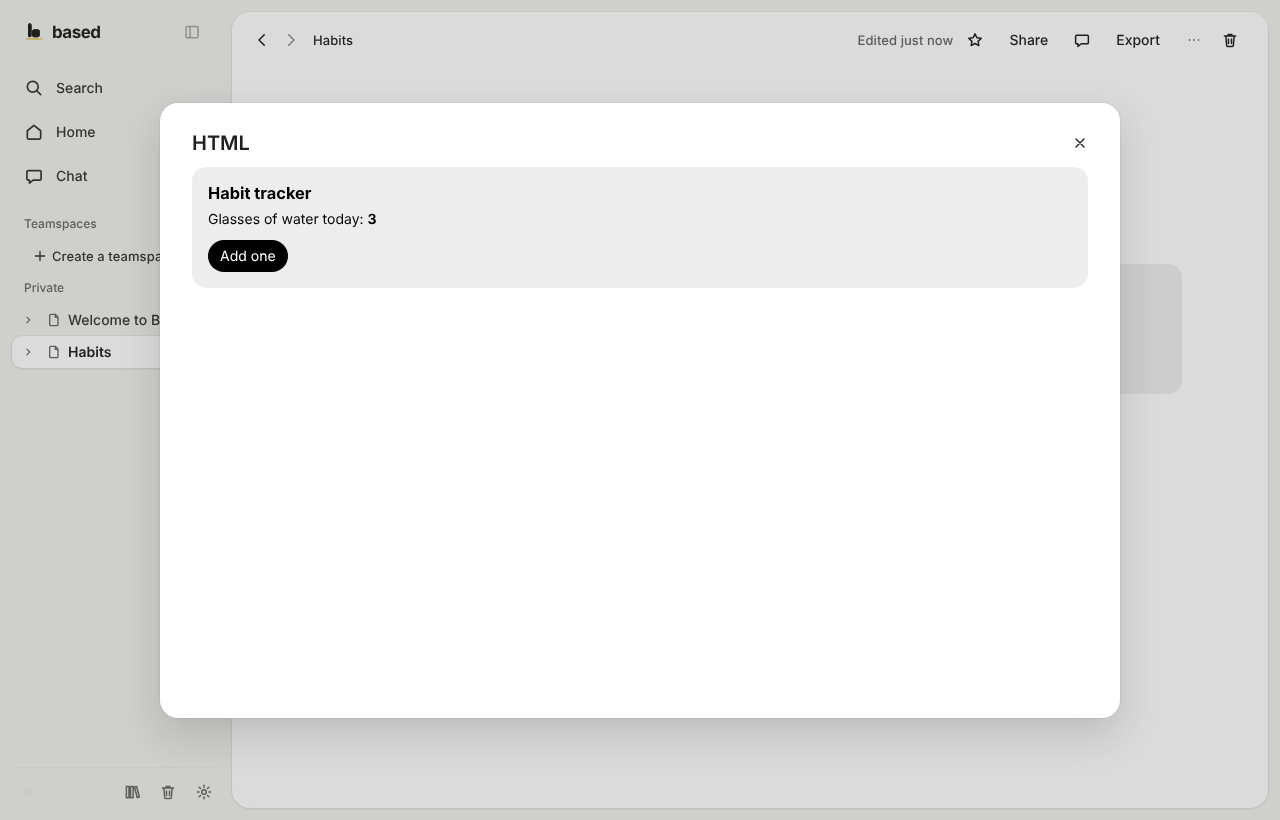 based
Search
Home
Chat
Teamspaces
Create a teamspa
Private
Welcome to B
Habits
Habits
Edited just now
Share
Export
HTML
Habit tracker
Glasses of water today: 3
Add one